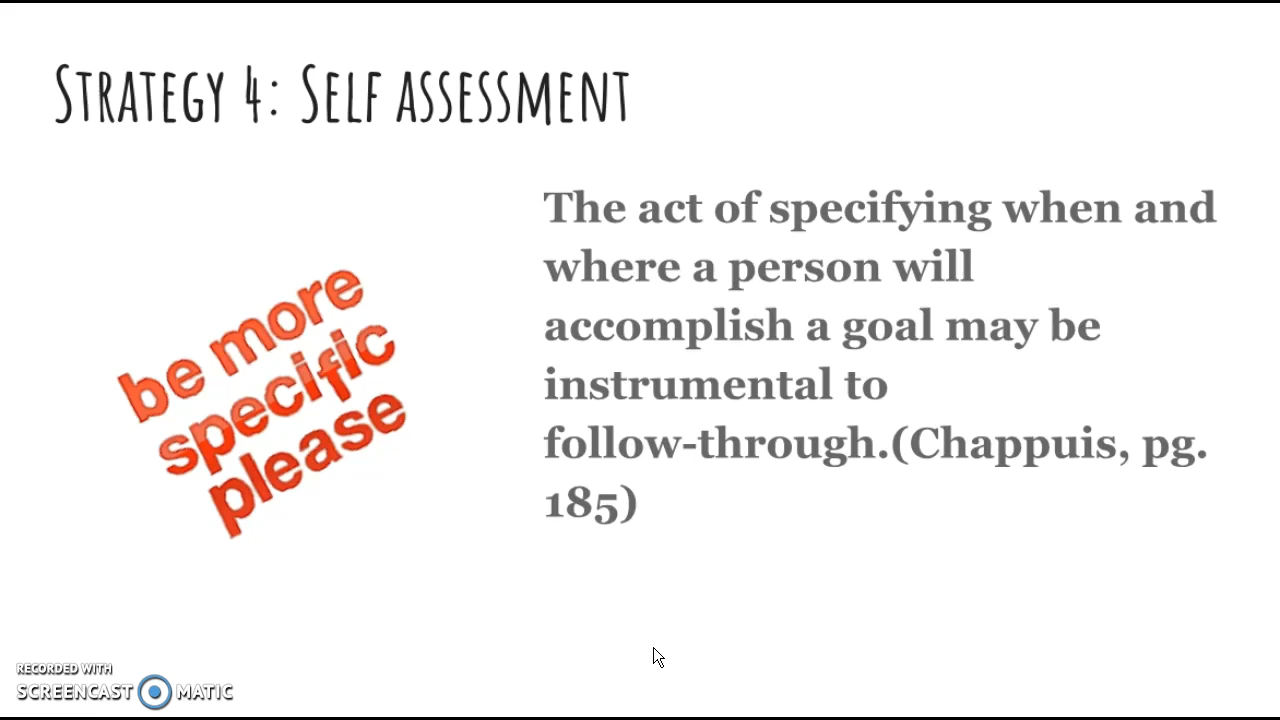 STRATEGY 4: SELF ASSESSMENT
be more
specific
please
The act of specifying when and
where a person will
accomplish a goal may be
instrumental to
follow-through.(Chappuis, pg.
185)
RECORDED WITH
SCREENCAST MATIC